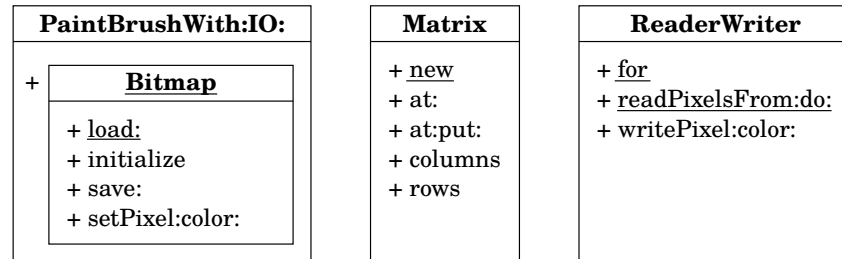 PaintBrushWith:IO:
+ Bitmap
+ load:
+ initialize
+ save:
+ setPixel:color:
Matrix
+ new
+ at:
+ at:put:
+ columns
+ rows
ReaderWriter
+ for
+ readPixelsFrom:do:
+ writePixel:color: